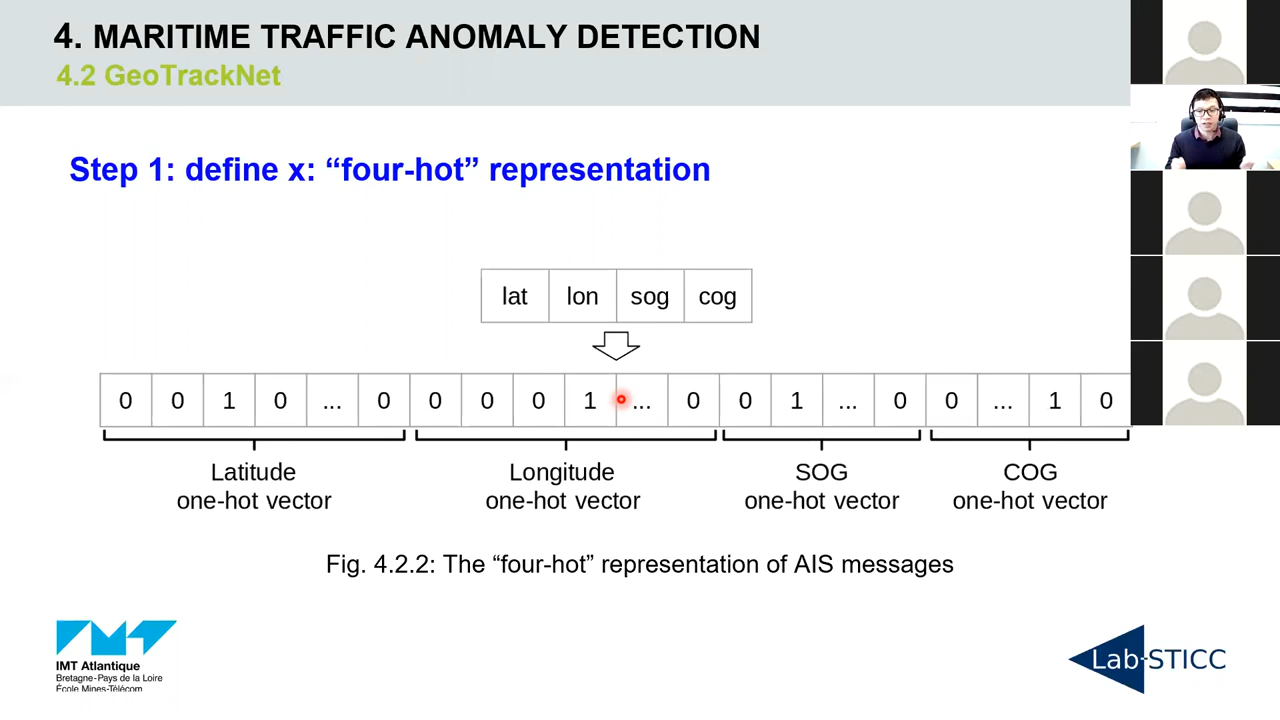 4. MARITIME TRAFFIC ANOMALY DETECTION
4.2 GeoTrackNet
Step 1: define x: “four-hot” representation
lat lon sog cog
0 0 1 0 ... 0 0 0 0 1 ... 0 0 1 ... 0 0 ... 1 0
Latitude one-hot vector
Longitude one-hot vector
SOG one-hot vector
COG one-hot vector
Fig. 4.2.2: The “four-hot” representation of AIS messages
IMT Atlantique
Bretagne-Pays de la Loire
École Mines-Télécom
Lab-STICC